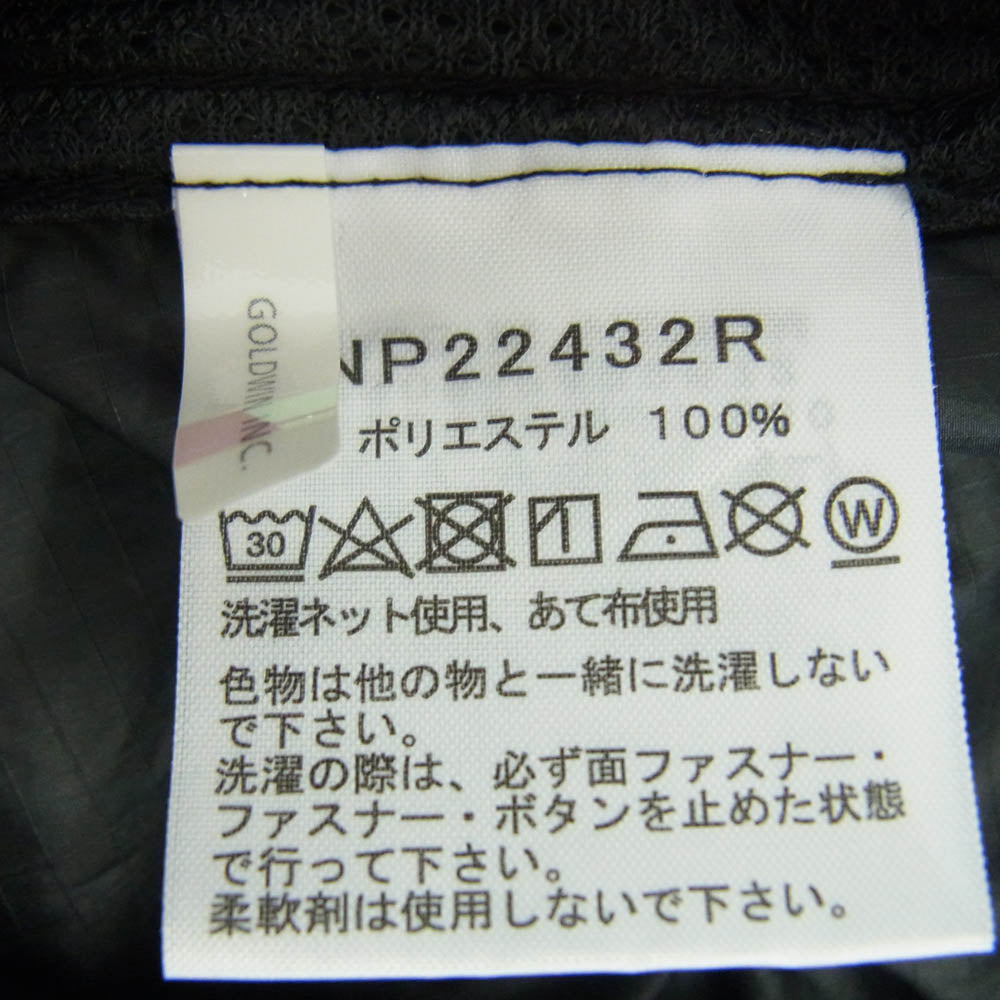 GOLDWIN INC.
NP22432R
ポリエステル 100%
30
W
洗濯ネット使用、あて布使用
色物は他の物と一緒に洗濯しない
で下さい。
洗濯の際は、必ず面ファスナー・
ファスナー・ボタンを止めた状態
で行って下さい。
柔軟剤は使用しないで下さい。